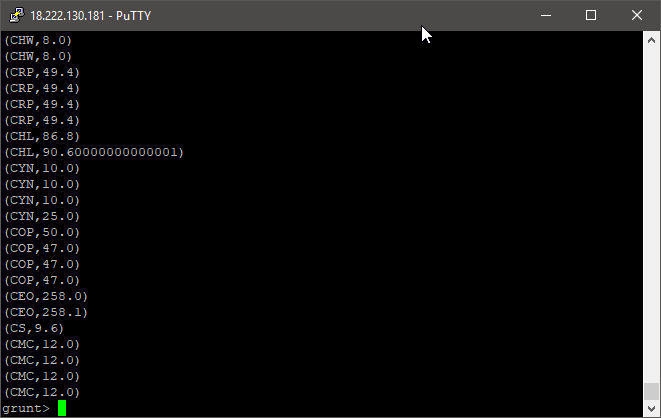 18.222.130.181 - PuTTY
(CHW,8.0)
(CHW,8.0)
(CRP,49.4)
(CRP,49.4)
(CRP,49.4)
(CRP,49.4)
(CHL,86.8)
(CHL,90.60000000000001)
(CYN,10.0)
(CYN,10.0)
(CYN,10.0)
(CYN,25.0)
(COP,50.0)
(COP,47.0)
(COP,47.0)
(COP,47.0)
(CEO,258.0)
(CEO,258.1)
(CS,9.6)
(CMC,12.0)
(CMC,12.0)
(CMC,12.0)
(CMC,12.0)
grunt>